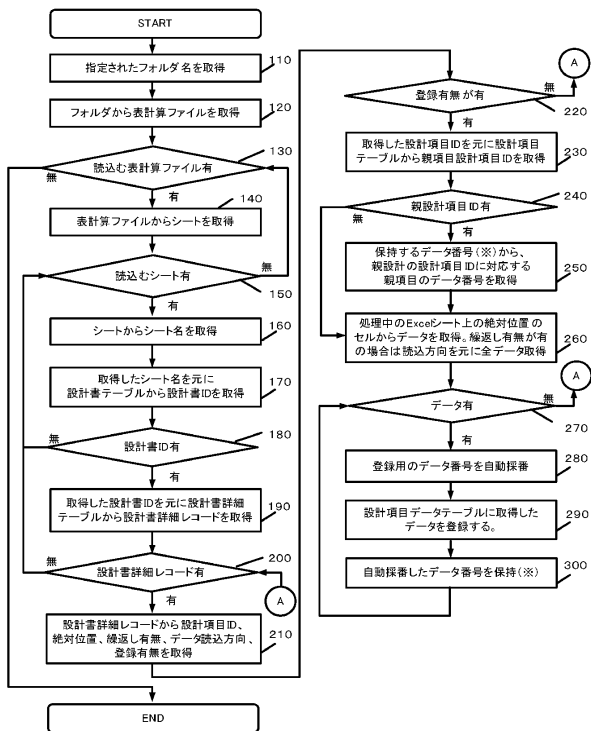 START
指定されたフォルダ名を取得
110
フォルダから表計算ファイルを取得
120
読込む表計算ファイル有
130
無
有
140
表計算ファイルからシートを取得
読込むシート有
無
150
有
シートからシート名を取得
160
取得したシート名を元に
設計書テーブルから設計書IDを取得
170
設計書ID有
180
無
有
取得した設計書IDを元に設計書詳細
テーブルから設計書詳細レコードを取得
190
設計書詳細レコード有
200
無
有
A
設計書詳細レコードから設計項目ID、
絶対位置、繰返し有無、データ読込方向、
登録有無を取得
210
END
A
登録有無が有
無
220
有
取得した設計項目IDを元に設計項目
テーブルから親項目設計項目IDを取得
230
親設計項目ID有
240
無
有
保持するデータ番号(※)から、
親設計の設計項目IDに対応する
親項目のデータ番号を取得
250
処理中のExcelシート上の絶対位置の
セルからデータを取得。繰返し有無が有
の場合は読込方向を元に全データ取得
260
A
データ有
無
270
有
登録用のデータ番号を自動採番
280
設計項目データテーブルに取得した
データを登録する。
290
自動採番したデータ番号を保持(※)
300